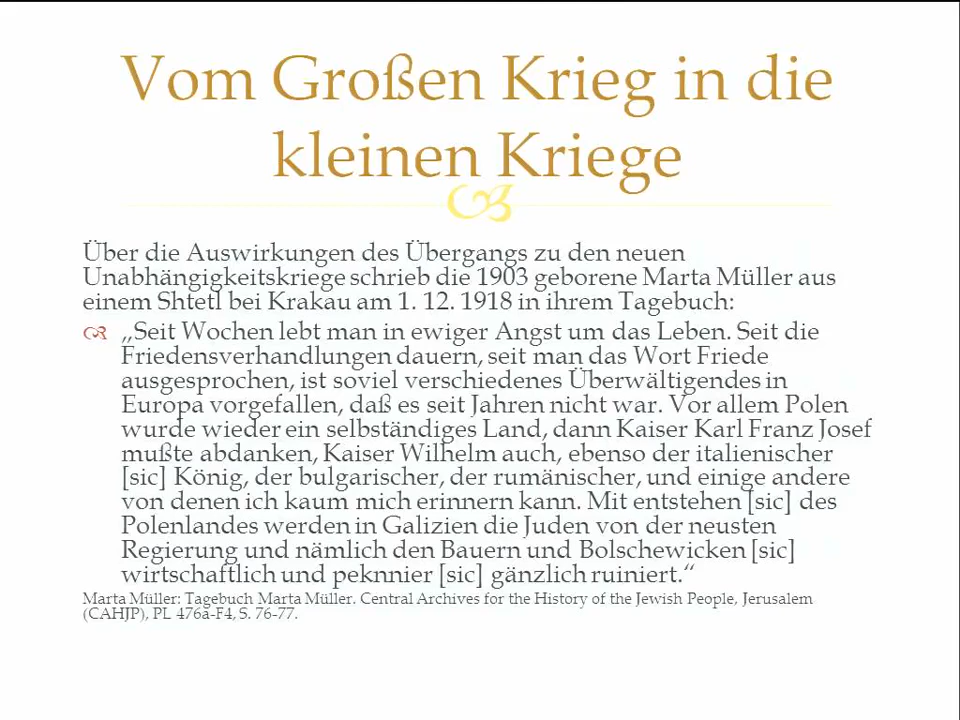 Vom Großen Krieg in die
kleinen Kriege
Über die Auswirkungen des Übergangs zu den neuen
Unabhängigkeitskriege schrieb die 1903 geborene Marta Müller aus
einem Shtetl bei Krakau am 1. 12. 1918 in ihrem Tagebuch:
„Seit Wochen lebt man in ewiger Angst um das Leben. Seit die
Friedensverhandlungen dauern, seit man das Wort Friede
ausgesprochen, ist soviel verschiedenes Überwältigendes in
Europa vorgefallen, daß es seit Jahren nicht war. Vor allem Polen
wurde wieder ein selbständiges Land, dann Kaiser Karl Franz Josef
mußte abdanken, Kaiser Wilhelm auch, ebenso der italienischer
[sic] König, der bulgarischer, der rumänischer, und einige andere
von denen ich kaum mich erinnern kann. Mit entstehen [sic] des
Polenlandes werden in Galizien die Juden von der neusten
Regierung und nämlich den Bauern und Bolschewicken [sic]
wirtschaftlich und peknnier [sic] gänzlich ruiniert.“
Marta Müller: Tagebuch Marta Müller. Central Archives for the History of the Jewish People, Jerusalem
(CAHJP), PL 476a-F4, S. 76-77.